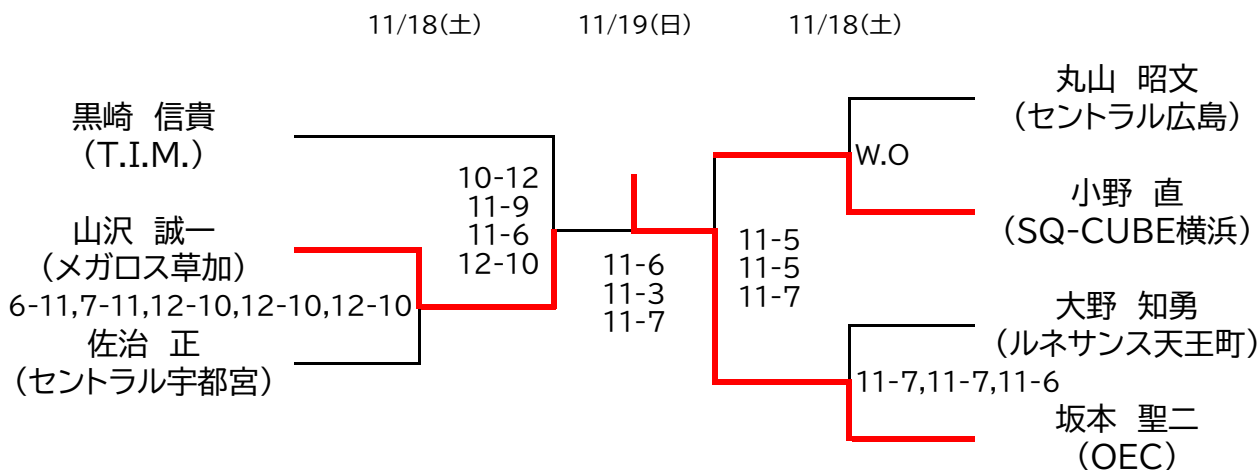 11/18(土) 11/19(日) 11/18(土)
黒崎 信貴
(T.I.M.)
山沢 誠一
(メガロス草加)
6-11,7-11,12-10,12-10,12-10
佐治 正
(セントラル宇都宮)
10-12
11-9
11-6
12-10
11-6
11-3
11-7
11-5
11-5
11-7
丸山 昭文
(セントラル広島)
W.O
小野 直
(SQ-CUBE横浜)
大野 知勇
(ルネサンス天王町)
11-7,11-7,11-6
坂本 聖二
(OEC)